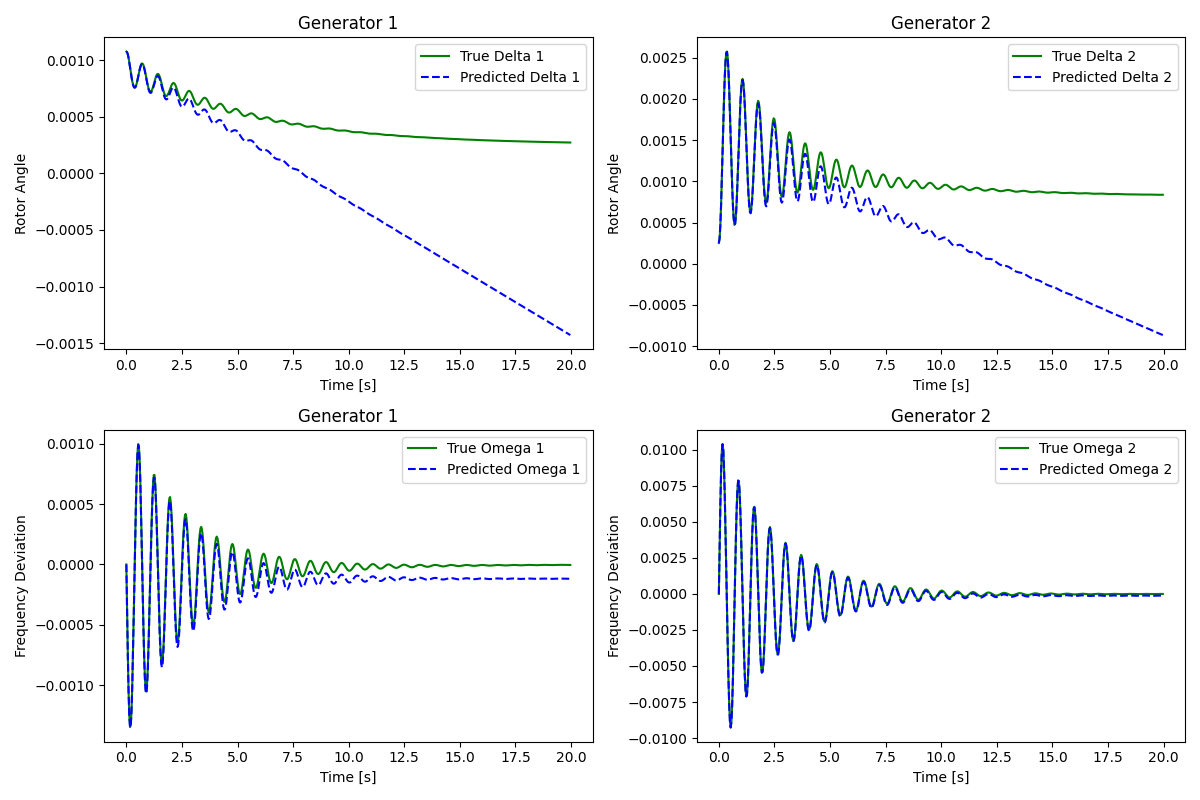 Generator 1
True Delta 1
Predicted Delta 1
0.0010
0.0005
0.0000
−0.0005
−0.0010
−0.0015
Rotor Angle
0.0 2.5 5.0 7.5 10.0 12.5 15.0 17.5 20.0
Time [s]
Generator 2
True Delta 2
Predicted Delta 2
0.0025
0.0020
0.0015
0.0010
0.0005
0.0000
−0.0005
−0.0010
Rotor Angle
0.0 2.5 5.0 7.5 10.0 12.5 15.0 17.5 20.0
Time [s]
Generator 1
True Omega 1
Predicted Omega 1
0.0010
0.0005
0.0000
−0.0005
−0.0010
Frequency Deviation
0.0 2.5 5.0 7.5 10.0 12.5 15.0 17.5 20.0
Time [s]
Generator 2
True Omega 2
Predicted Omega 2
0.0100
0.0075
0.0050
0.0025
0.0000
−0.0025
−0.0050
−0.0075
−0.0100
Frequency Deviation
0.0 2.5 5.0 7.5 10.0 12.5 15.0 17.5 20.0
Time [s]